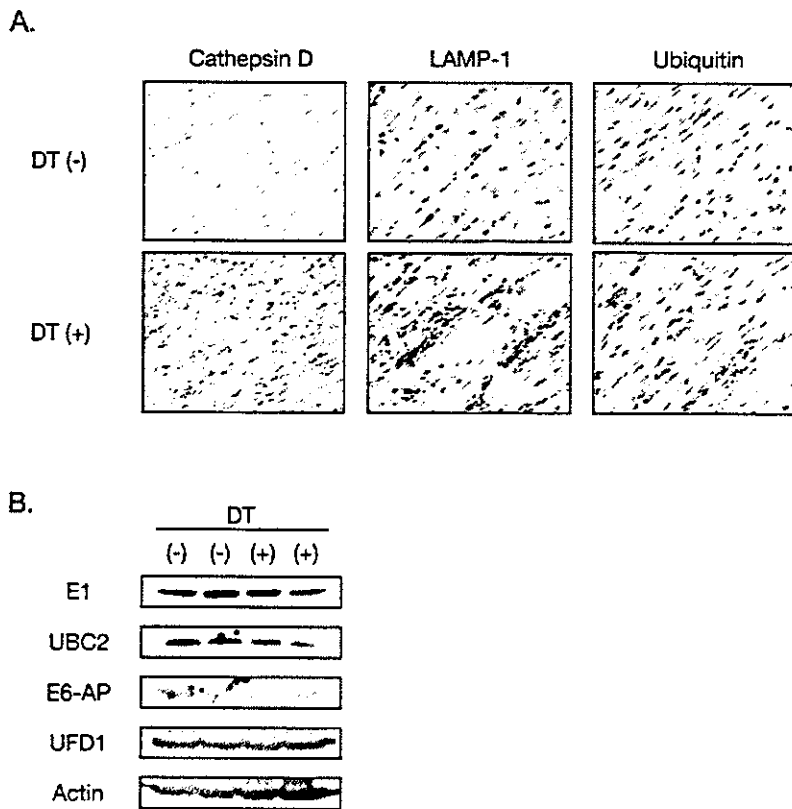 A.
Cathepsin D LAMP-1 Ubiquitin
DT (-)
DT (+)
B.
DT
(-) (-) (+) (+)
E1
UBC2
E6-AP
UFD1
Actin